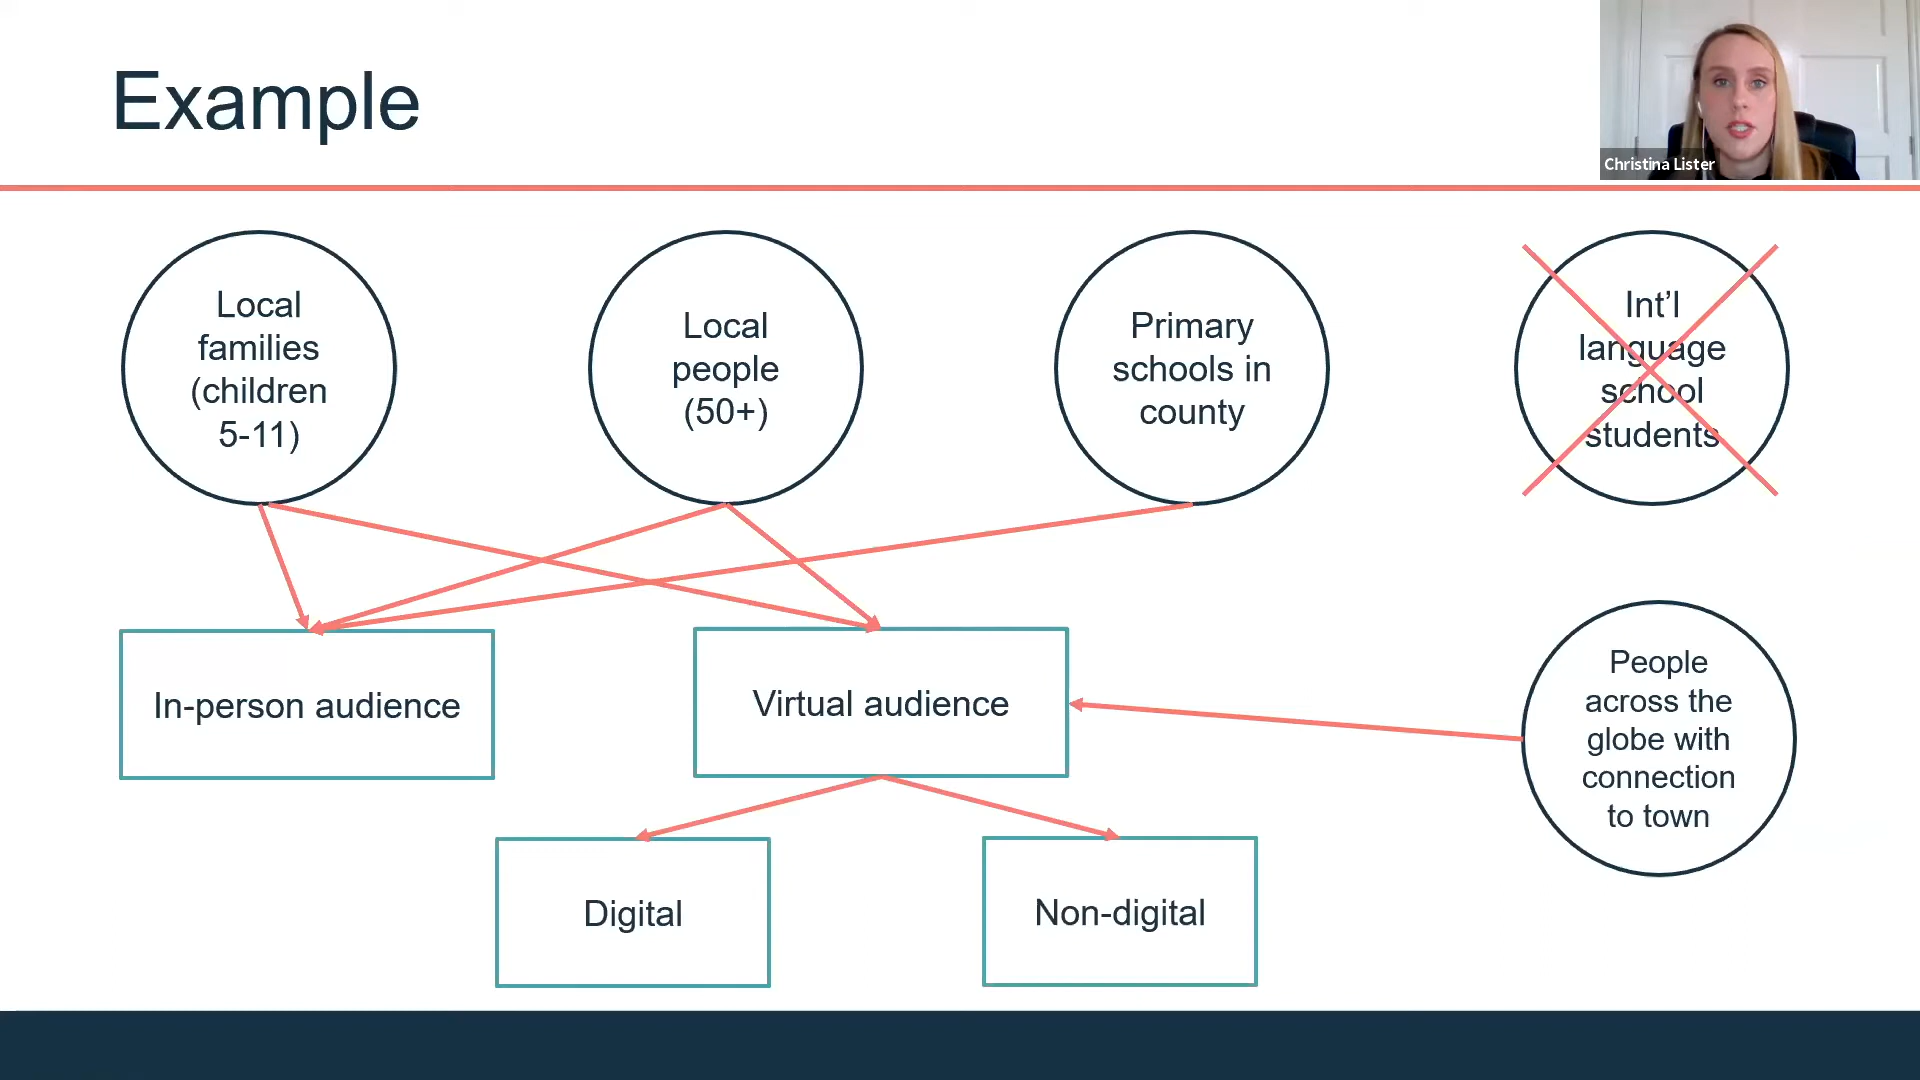 Example
Christina Lister
Local
families
(children
5-11)
Local
people
(50+)
Primary
schools in
county
Int’l
language
school
students
In-person audience
Virtual audience
People
across the
globe with
connection
to town
Digital
Non-digital